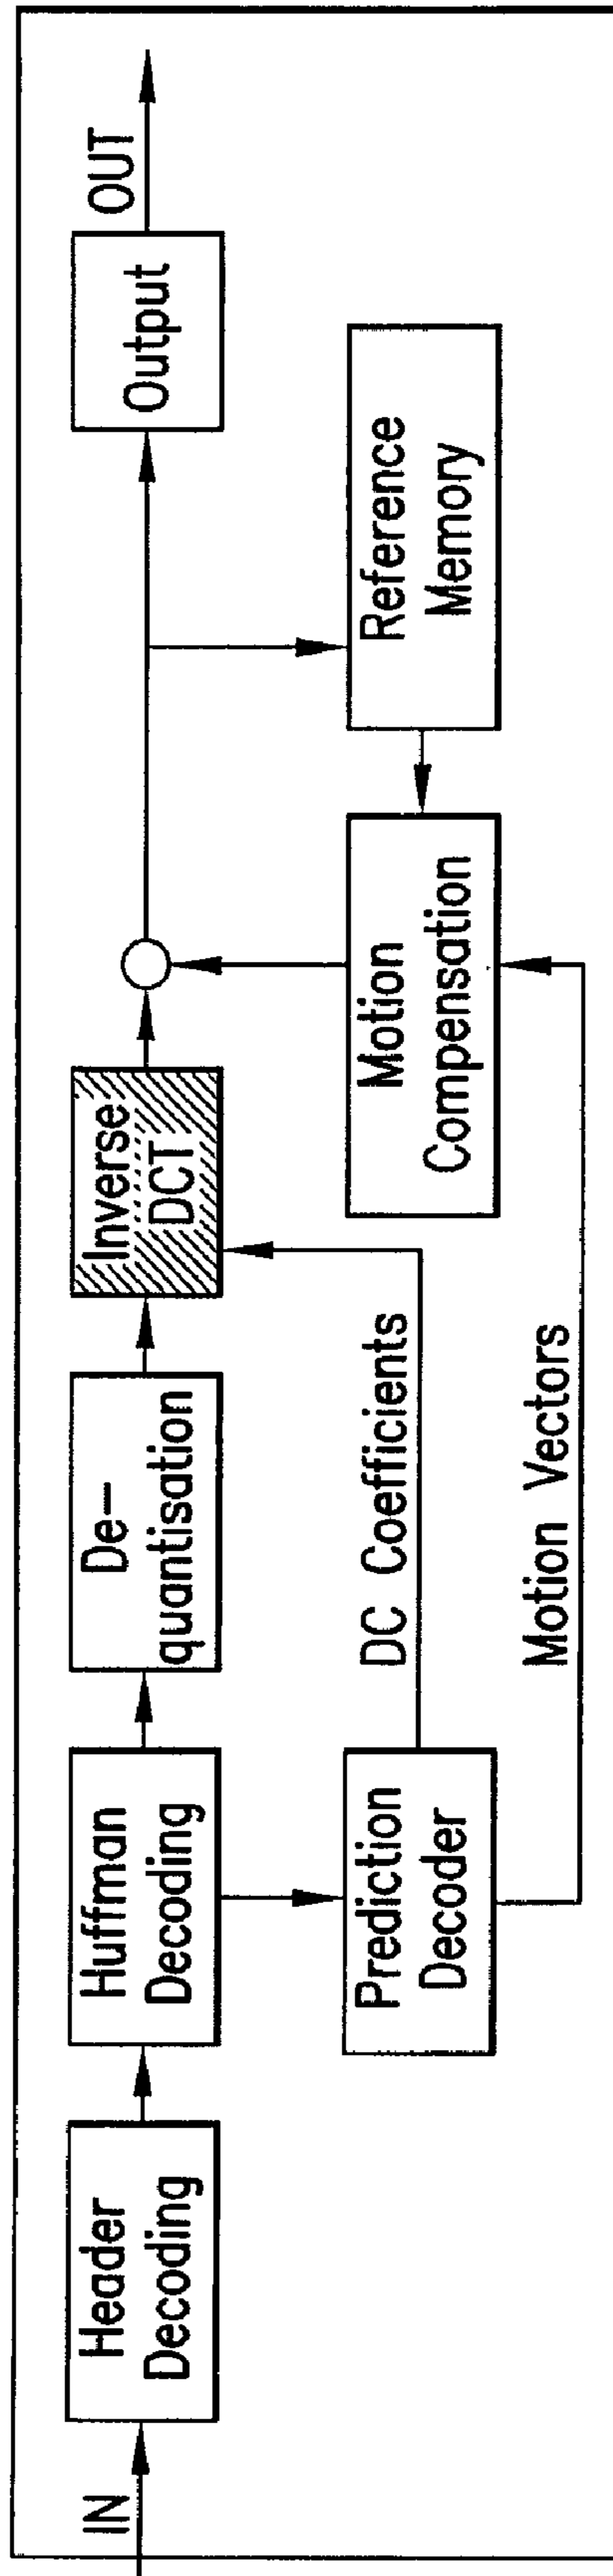 IN
Header
Decoding
Huffman
Decoding
De-
quantisation
Inverse
DCT
Output
OUT
Prediction
Decoder
DC Coefficients
Motion Vectors
Motion
Compensation
Reference
Memory